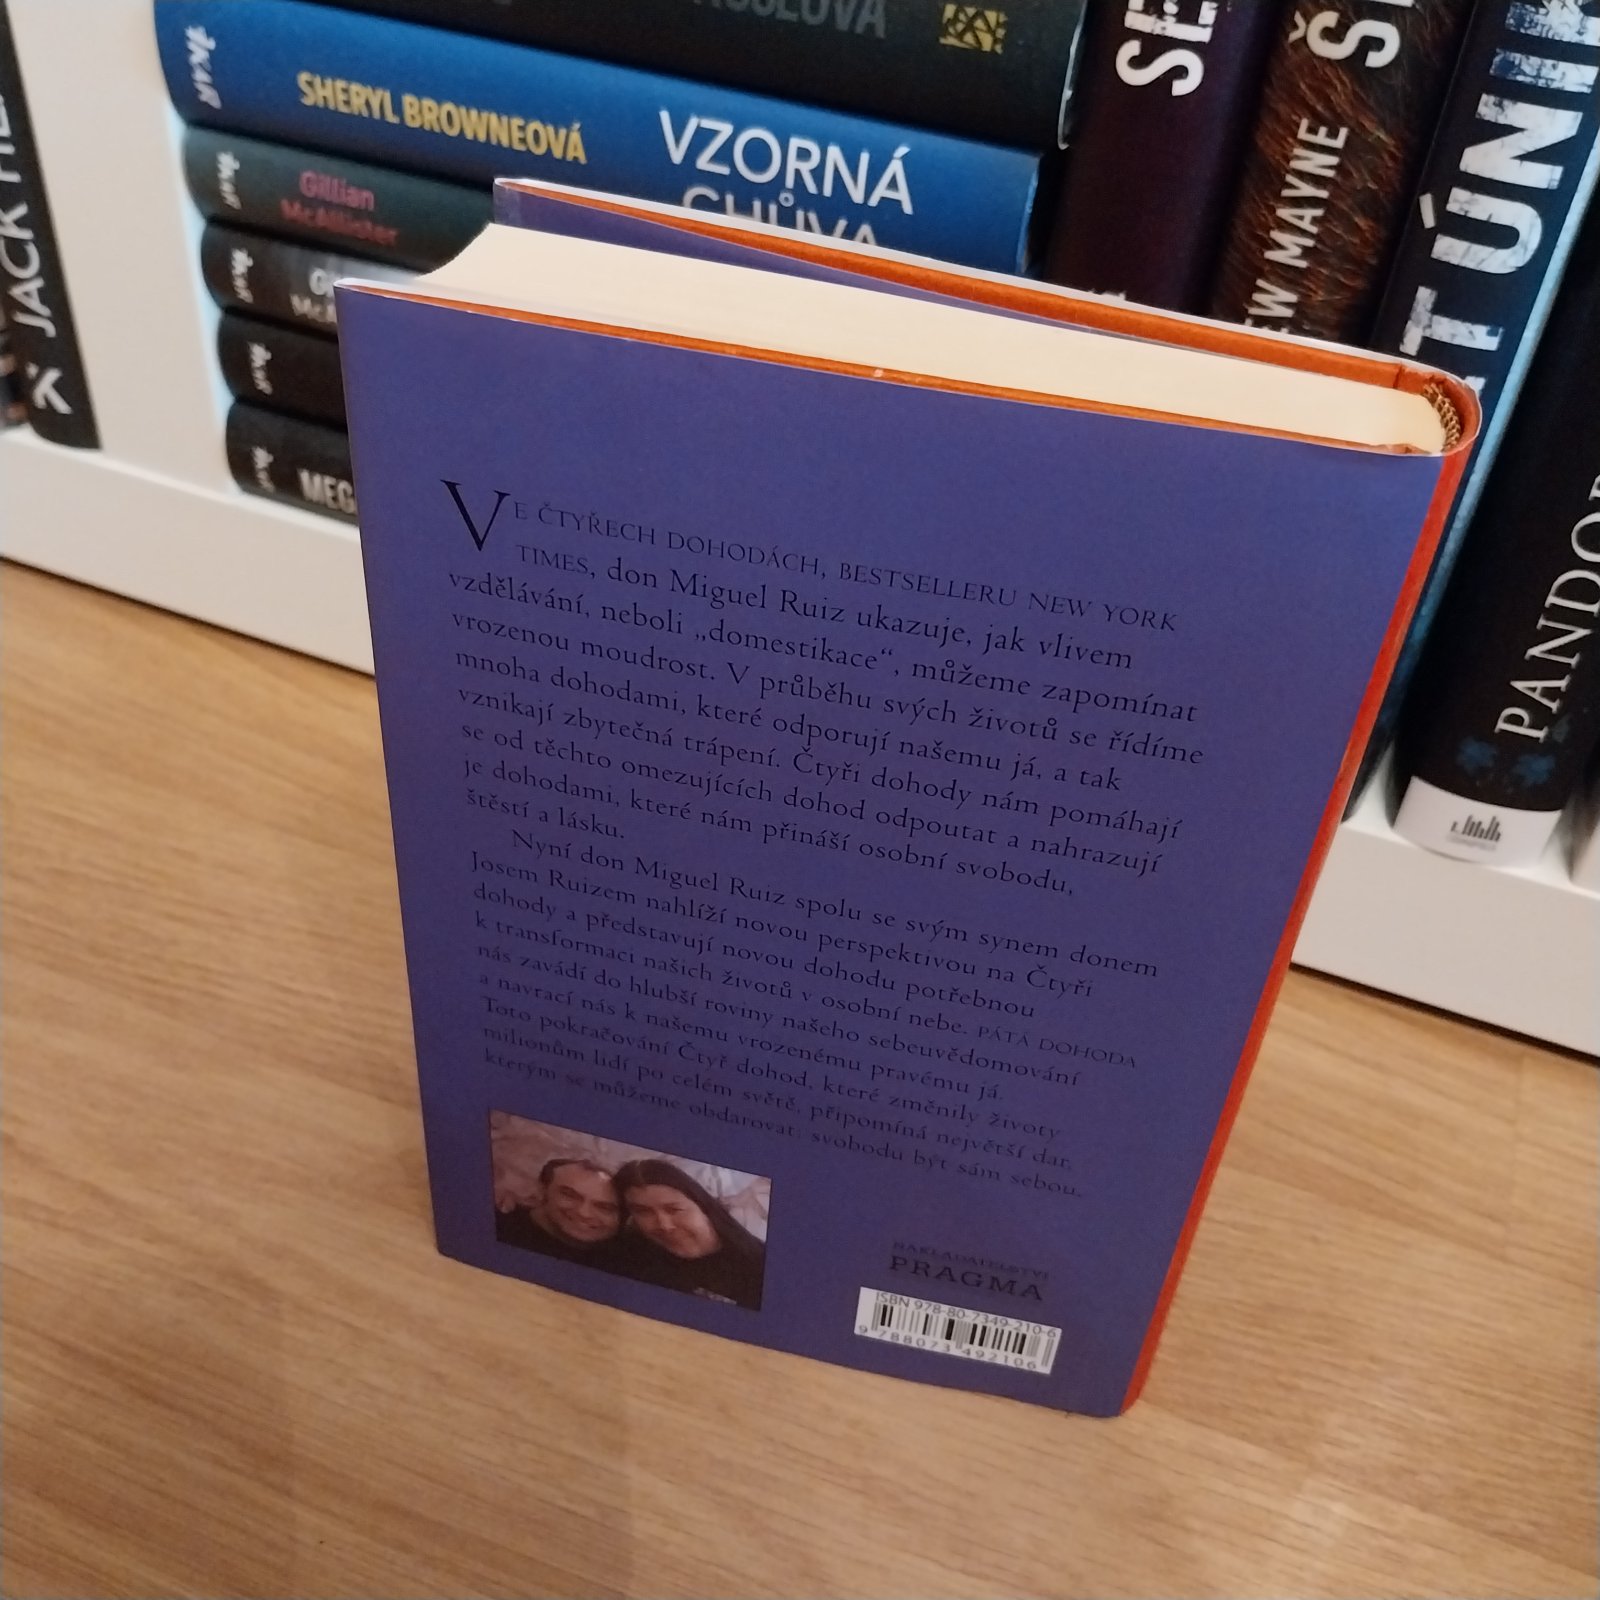 SHERYL BROWNEOVÁ
VZORNÁ
CHŮVA
IKAR
Gillian
McAllister
JACK
MEG
EW MAYNE
PANDOR
VE ČTYŘECH DOHODÁCH, BESTSELLERU NEW YORK
TIMES, don Miguel Ruiz ukazuje, jak vlivem
vzdělávání, neboli „domestikace“, můžeme zapomínat
vrozenou moudrost. V průběhu svých životů se řídíme
mnoha dohodami, které odporují našemu já, a tak
vznikají zbytečná trápení. Čtyři dohody nám pomáhají
se od těchto omezujících dohod odpoutat a nahrazují
je dohodami, které nám přináší osobní svobodu,
štěstí a lásku.
Nyní don Miguel Ruiz spolu se svým synem donem
Josem Ruizem nahlíží novou perspektivou na Čtyři
dohody a představují novou dohodu potřebnou
k transformaci našich životů v osobní nebe. PÁTÁ DOHODA
nás zavádí do hlubší roviny našeho sebeuvědomování
a navrací nás k našemu vrozenému pravému já.
Toto pokračování Čtyř dohod, které změnily životy
milionům lidí po celém světě, připomíná největší dar,
kterým se můžeme obdarovat: svobodu být sám sebou.
NAKLADATELSTVÍ
PRAGMA
ISBN 978-80-7349-210-6
9 788073 492106